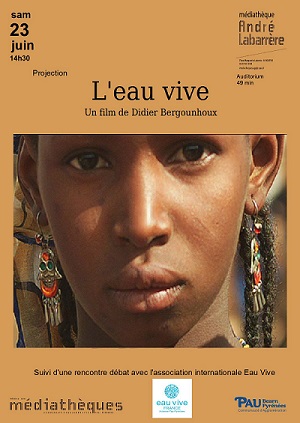 sam
23
juin
14h30
Projection
médiathèque
André
Labarrère
Auditorium
49 min
L'eau vive
Un film de Didier Bergounhoux
Suivi d'une rencontre débat avec l'association internationale Eau Vive
médiathèques
eau vive
FRANCE
PAU Béarn
Pyrénées